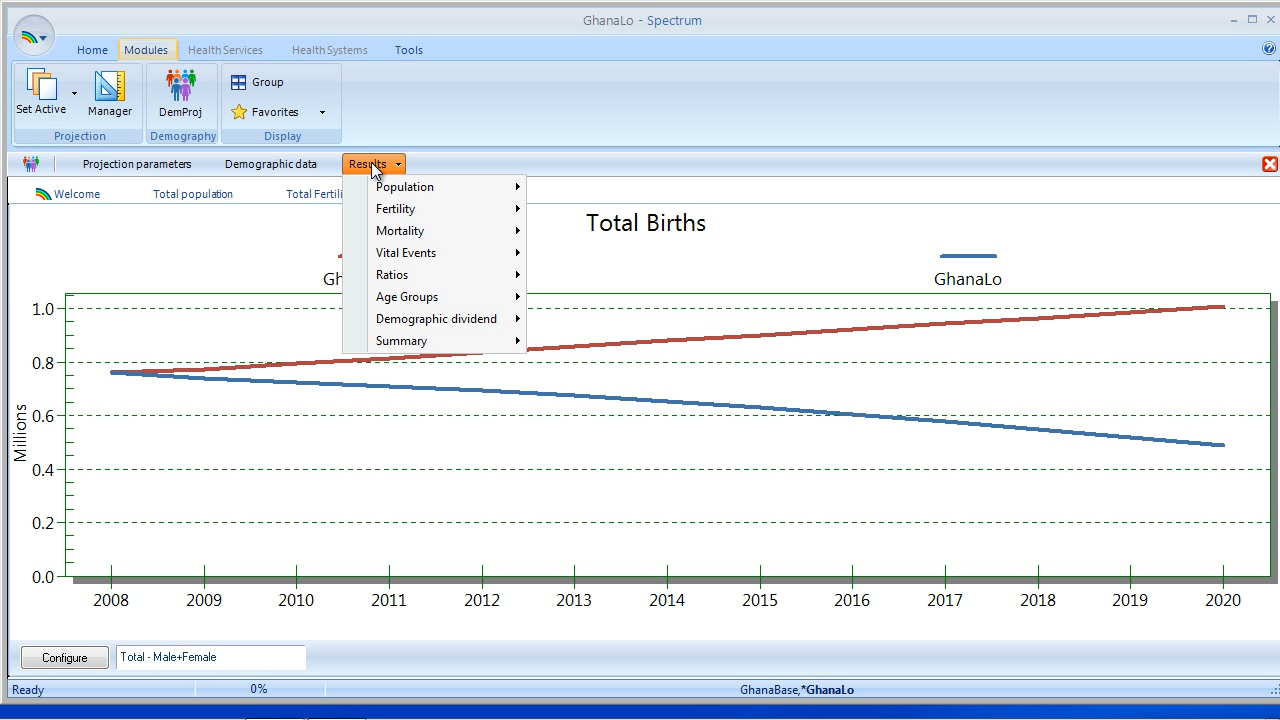 GhanaLo - Spectrum
Home Modules Health Services Health Systems Tools
Set Active Manager DemProj Group
Favorites
Projection Demography Display
Projection parameters Demographic data Results
Welcome Total population Total Fertili
Population
Fertility
Mortality
Vital Events
Ratios
Age Groups
Demographic dividend
Summary
Total Births
Gh GhanaLo
Millions
1.0
0.8
0.6
0.4
0.2
0.0
2008 2009 2010 2011 2012 2013 2014 2015 2016 2017 2018 2019 2020
Configure Total - Male+Female
Ready 0% GhanaBase,*GhanaLo